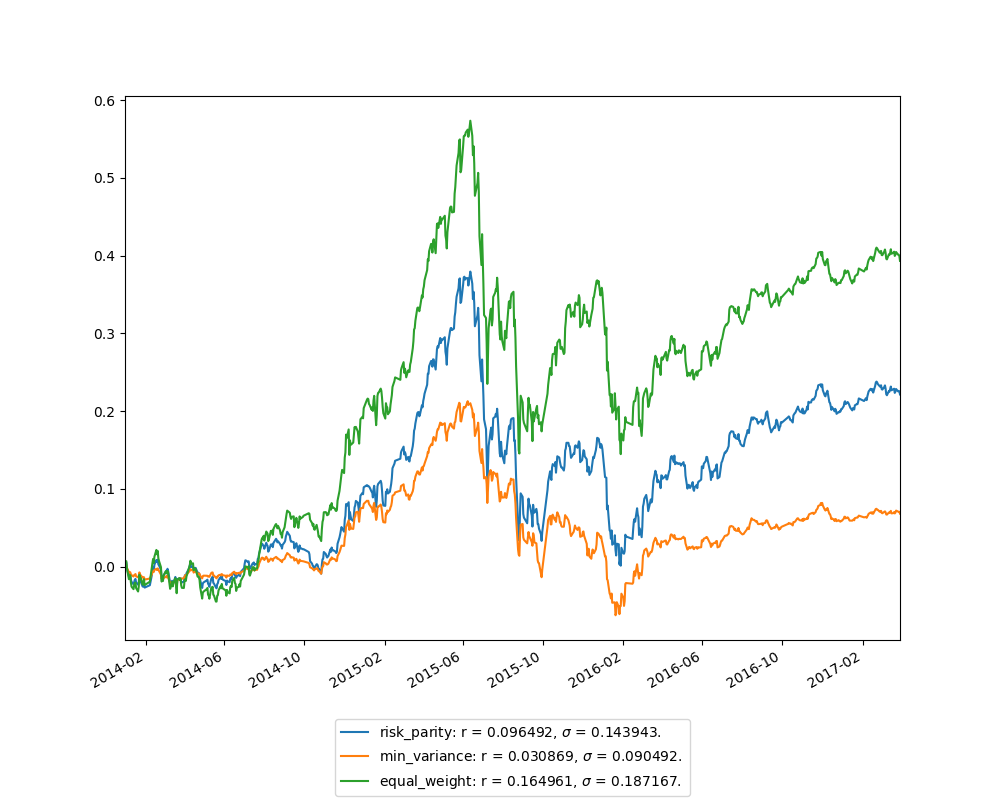 0.6
0.5
0.4
0.3
0.2
0.1
0.0
2014-02 2014-06 2014-10 2015-02 2015-06 2015-10 2016-02 2016-06 2016-10 2017-02
risk_parity: r = 0.096492, σ = 0.143943.
min_variance: r = 0.030869, σ = 0.090492.
equal_weight: r = 0.164961, σ = 0.187167.